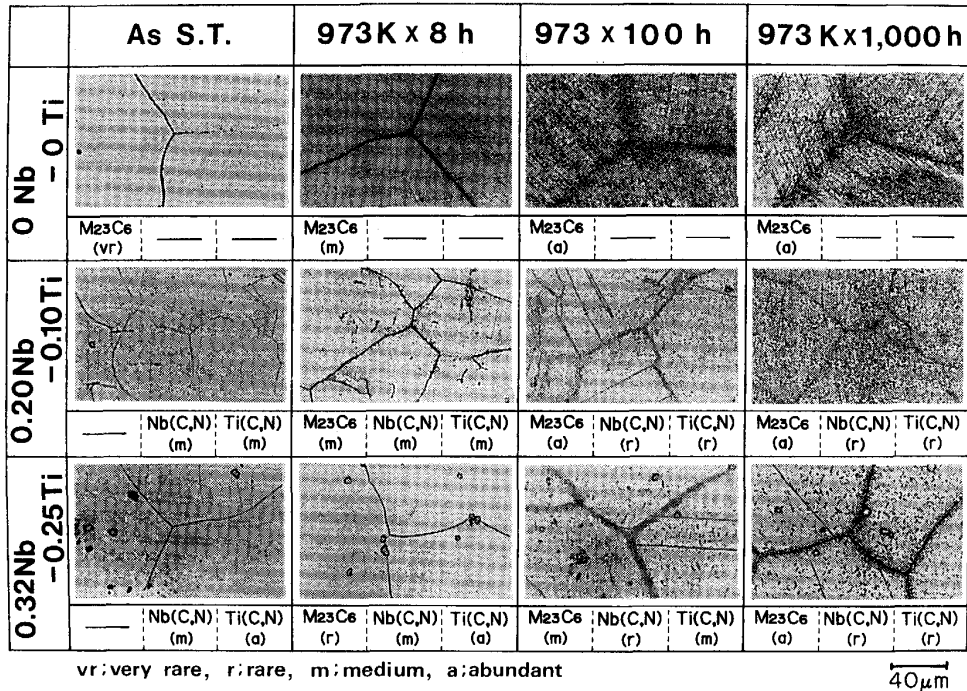 As S.T. 973K x 8 h 973 x 100 h 973 K x 1,000 h
0 Nb - 0 Ti
M23C6 (vr) — — M23C6 (m) — — M23C6 (a) — — M23C6 (a) — —
0.20Nb -0.10Ti
— Nb(C,N) (m) Ti(C,N) (m) M23C6 (m) Nb(C,N) (m) Ti(C,N) (m) M23C6 (a) Nb(C,N) (r) Ti(C,N) (r) M23C6 (a) Nb(C,N) (r) Ti(C,N) (r)
0.32Nb -0.25Ti
— Nb(C,N) (m) Ti(C,N) (a) M23C6 (r) Nb(C,N) (m) Ti(C,N) (a) M23C6 (m) Nb(C,N) (r) Ti(C,N) (m) M23C6 (a) Nb(C,N) (r) Ti(C,N) (r)
vr;very rare, r;rare, m;medium, a;abundant
40µm